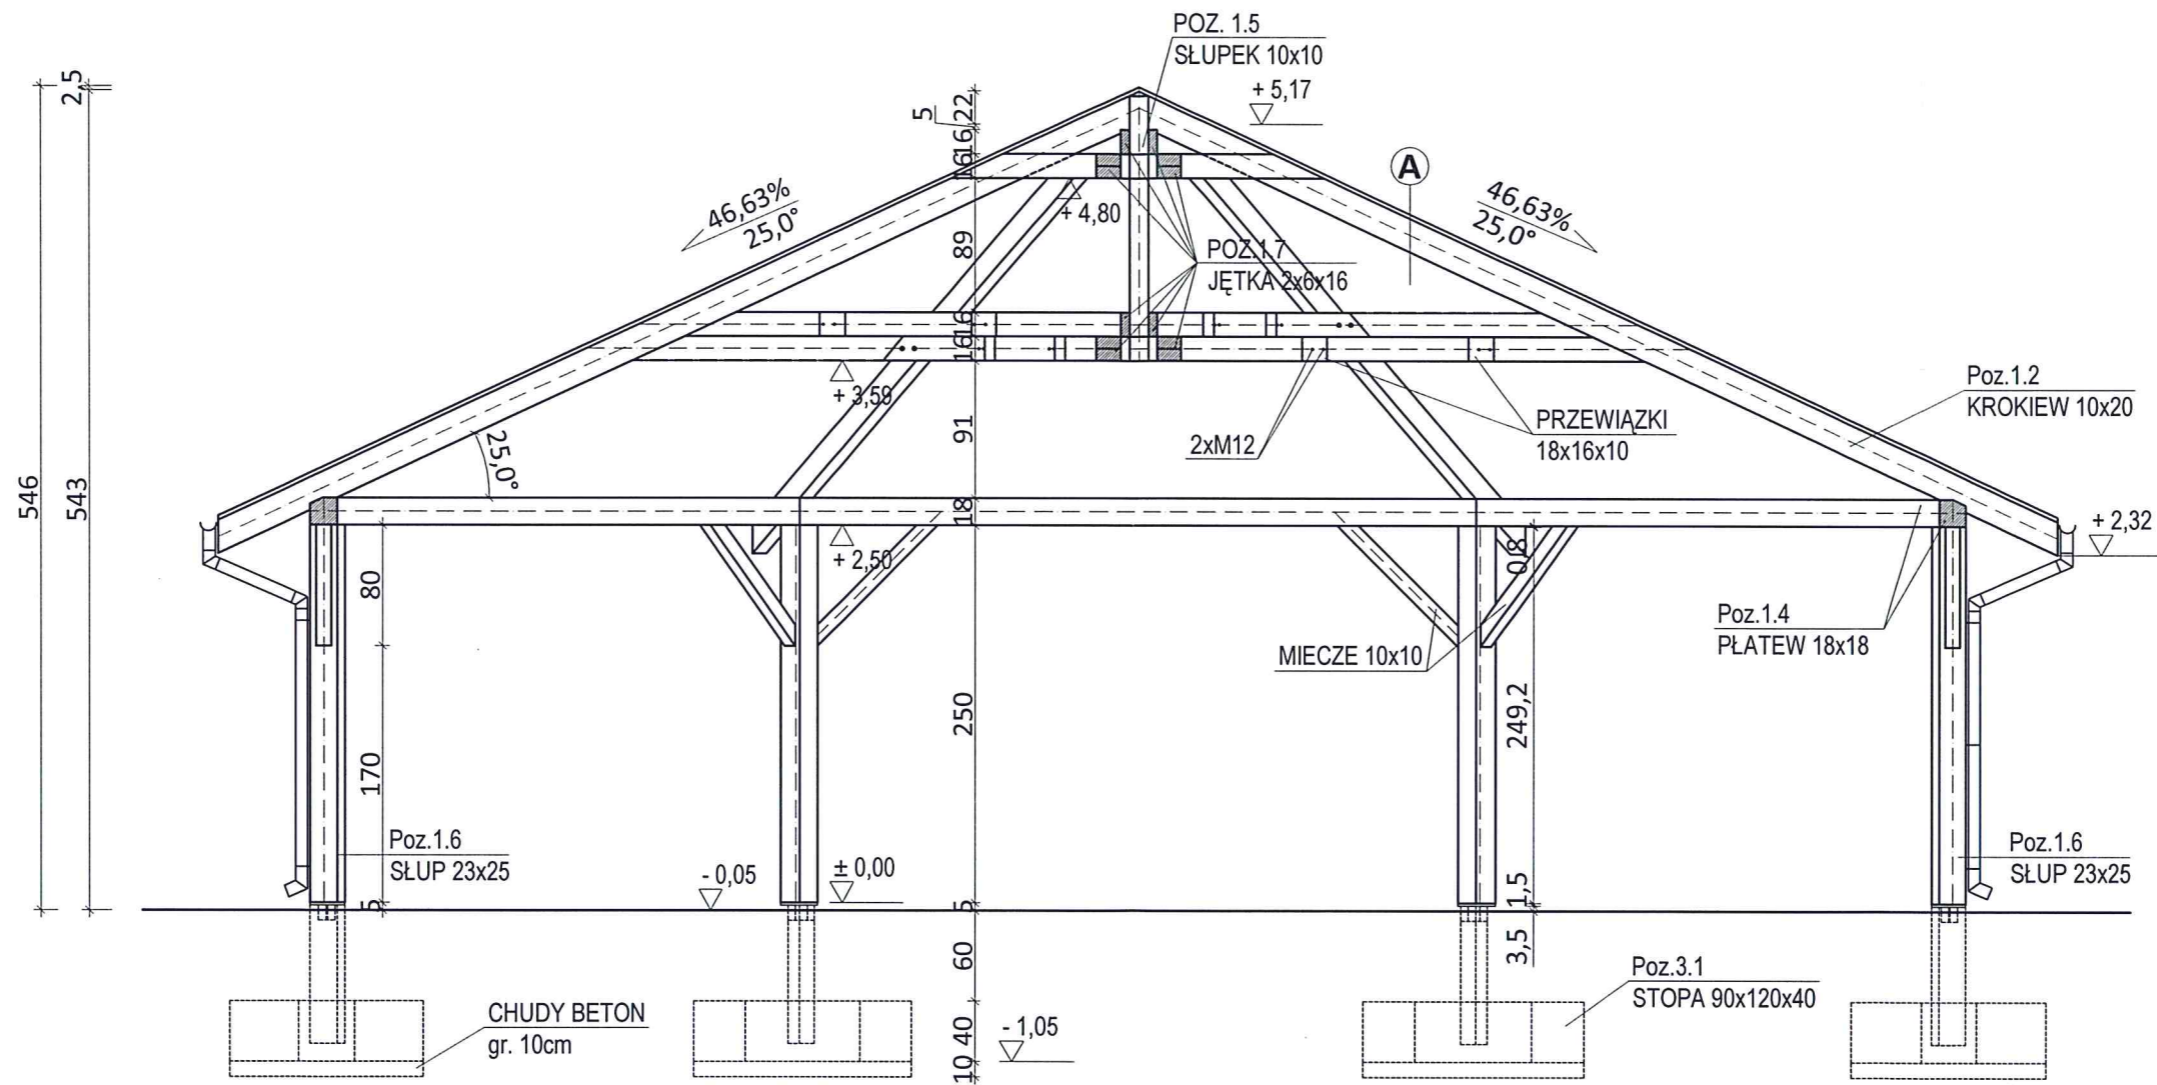 POZ. 1.5
SŁUPEK 10x10
+ 5,17
2,5
5
22
16
16
A
46,63%
25,0°
46,63%
25,0°
+ 4,80
89
POZ.1.7
JĘTKA 2x6x16
16
16
+ 3,59
Poz.1.2
KROKIEW 10x20
PRZEWIĄZKI
18x16x10
2xM12
91
25,0°
546
543
18
+ 2,50
+ 2,32
80
0,8
Poz.1.4
PŁATEW 18x18
MIECZE 10x10
250
249,2
170
Poz.1.6
SŁUP 23x25
- 0,05
± 0,00
Poz.1.6
SŁUP 23x25
5
5
1,5
60
3,5
Poz.3.1
STOPA 90x120x40
CHUDY BETON
gr. 10cm
40
- 1,05
10